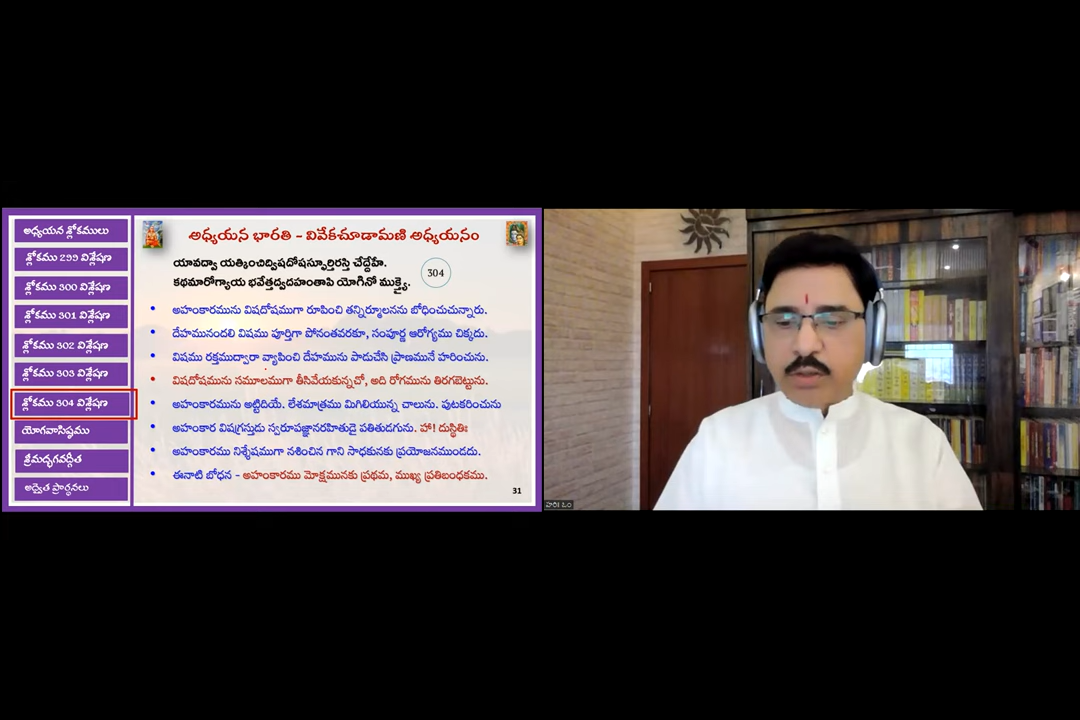 అధ్యయన శ్లోకములు
శ్లోకము 299 విశ్లేషణ
శ్లోకము 300 విశ్లేషణ
శ్లోకము 301 విశ్లేషణ
శ్లోకము 302 విశ్లేషణ
శ్లోకము 303 విశ్లేషణ
శ్లోకము 304 విశ్లేషణ
యోగవాసిష్ఠము
శ్రీమద్భగవద్గీత
అద్వైత ప్రార్థనలు
అధ్యయన భారతి - వివేకచూడామణి అధ్యయనం
యావద్వా యత్కించిద్విషదోషస్ఫూర్తిరస్తి చేద్దేహే.
కథమారోగ్యాయ భవేత్తద్వదహంతాపి యోగినో ముక్త్యై.
304
• అహంకారమును విషదోషముగా రూపించి తన్నిర్మూలనను బోధించుచున్నారు.
• దేహమునందలి విషము పూర్తిగా పోనంతవరకూ, సంపూర్ణ ఆరోగ్యము చిక్కదు.
• విషము రక్తముద్వారా వ్యాపించి దేహమును పాడుచేసి ప్రాణమునే హరించును.
• విషదోషమును సమూలముగా తీసివేయకున్నచో, అది రోగమును తిరగబెట్టును.
• అహంకారమును అట్టిదియే. లేశమాత్రము మిగిలియున్న చాలును. పుటకరించును
• అహంకార విషగ్రస్తుడు స్వరూపజ్ఞానరహితుడై పతితుడగును. హా! దుస్థితిః
• అహంకారము నిశ్శేషముగా నశించిన గాని సాధకునకు ప్రయోజనముండదు.
• ఈనాటి బోధన - అహంకారము మోక్షమునకు ప్రథమ, ముఖ్య ప్రతిబంధకము.
31
హరిః ఓం